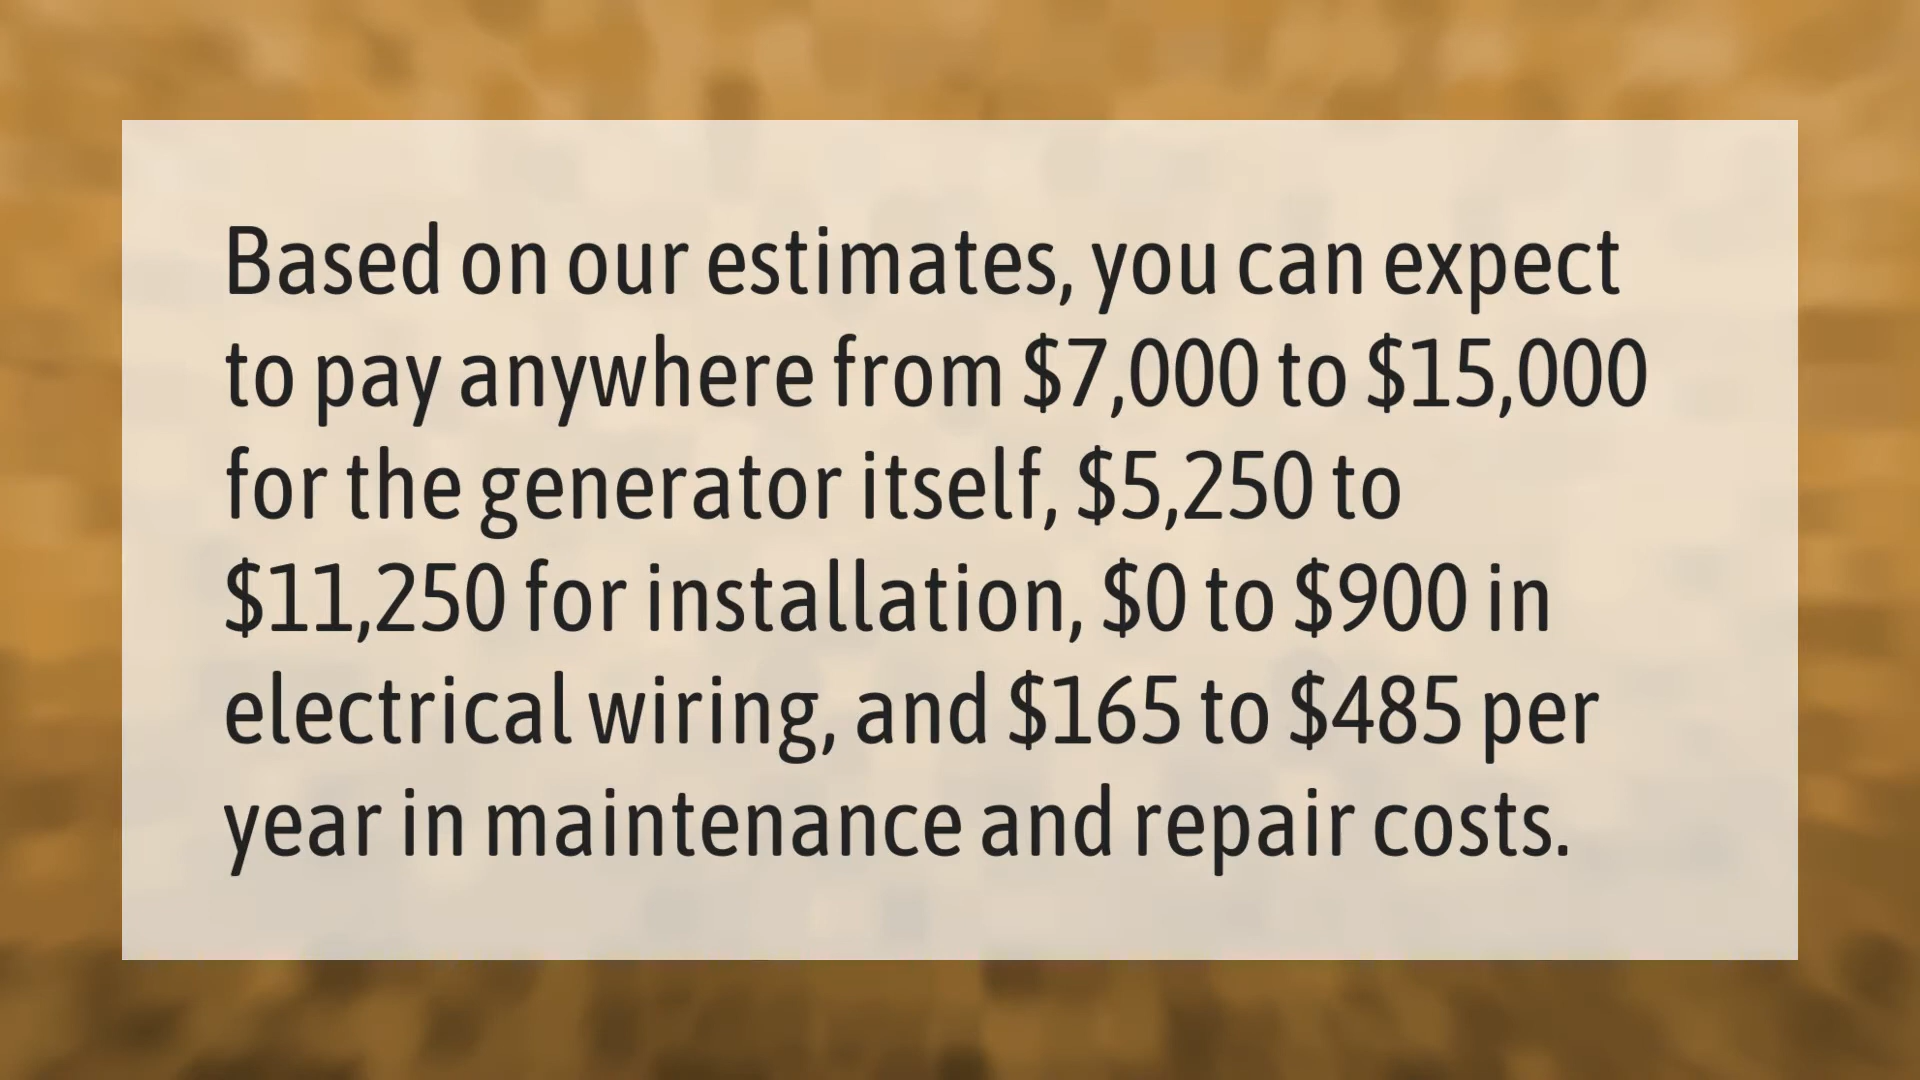 Based on our estimates, you can expect
to pay anywhere from $7,000 to $15,000
for the generator itself, $5,250 to
$11,250 for installation, $0 to $900 in
electrical wiring, and $165 to $485 per
year in maintenance and repair costs.